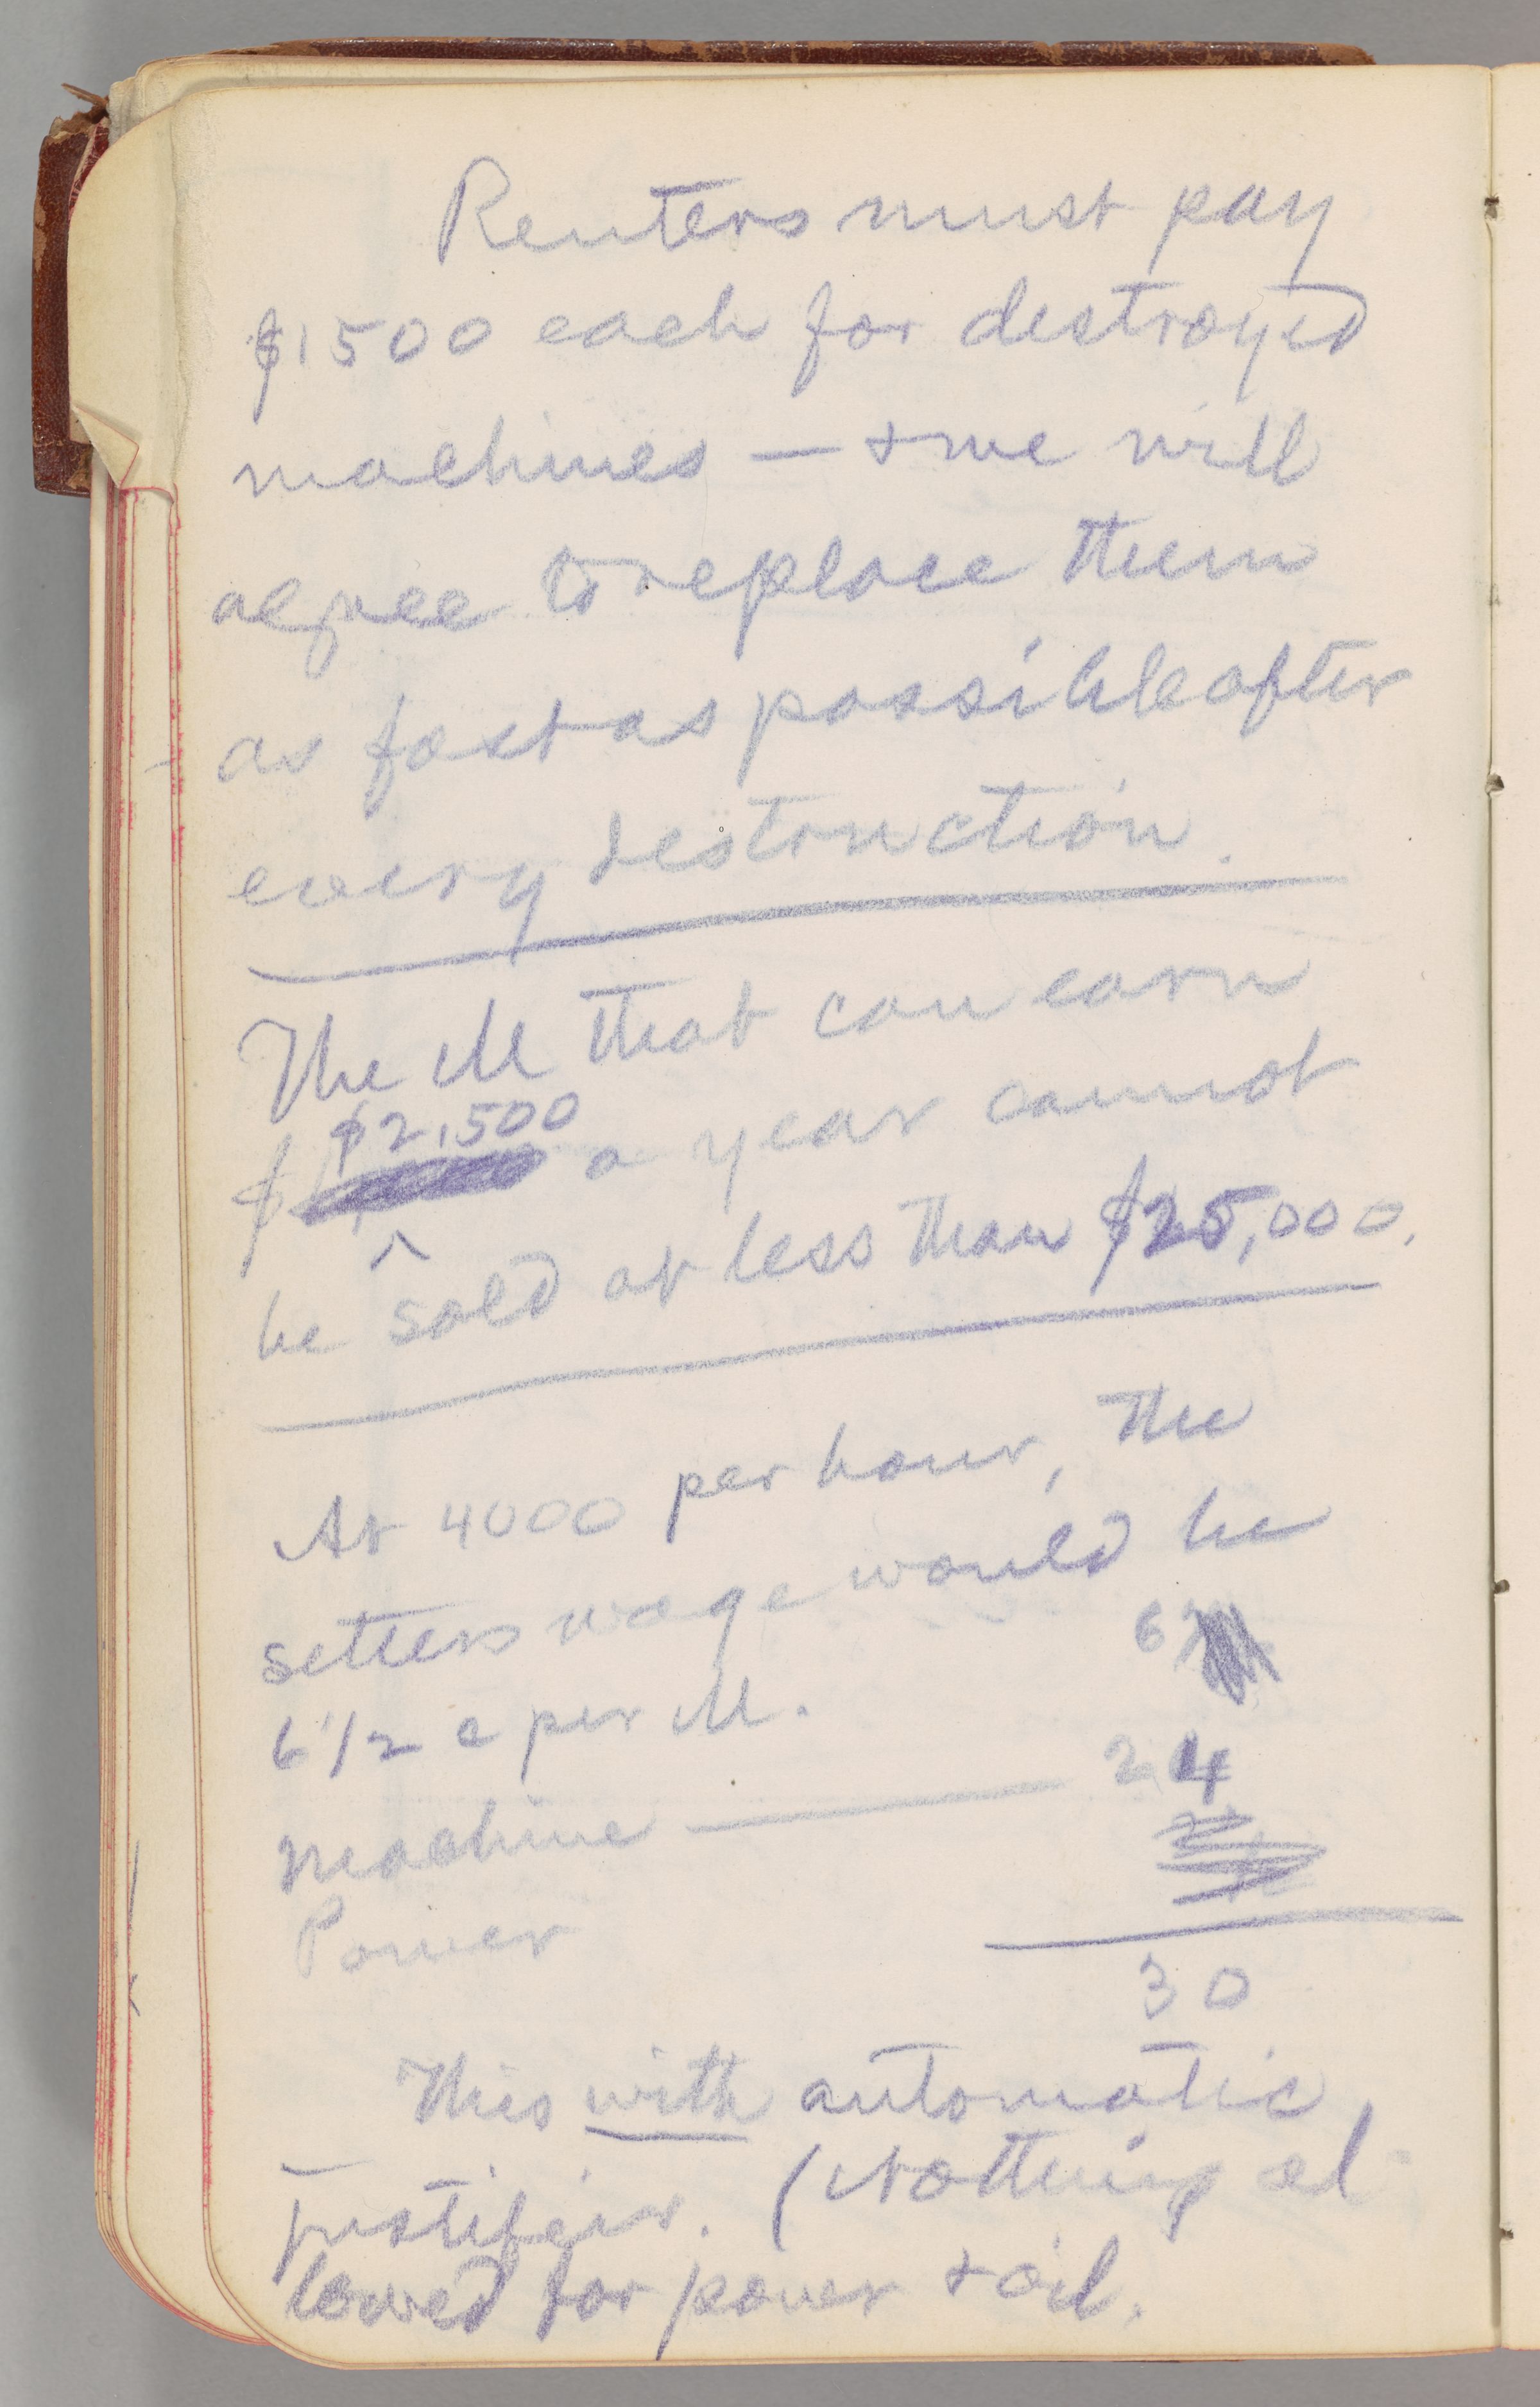 Renters must pay
$1500 each for destroyed
machines — & we will
agree to replace them
as fast as possible after
every destruction.
The M that can earn
$2,500
$ a year cannot
^
be sold at less than $25,000.
At 4000 per hour, the
setters wage would be
6
6 1/2 c per M.
Machine — 24
Power
30
This with automatic
justifier. (Nothing al-
lowed for power & oil.